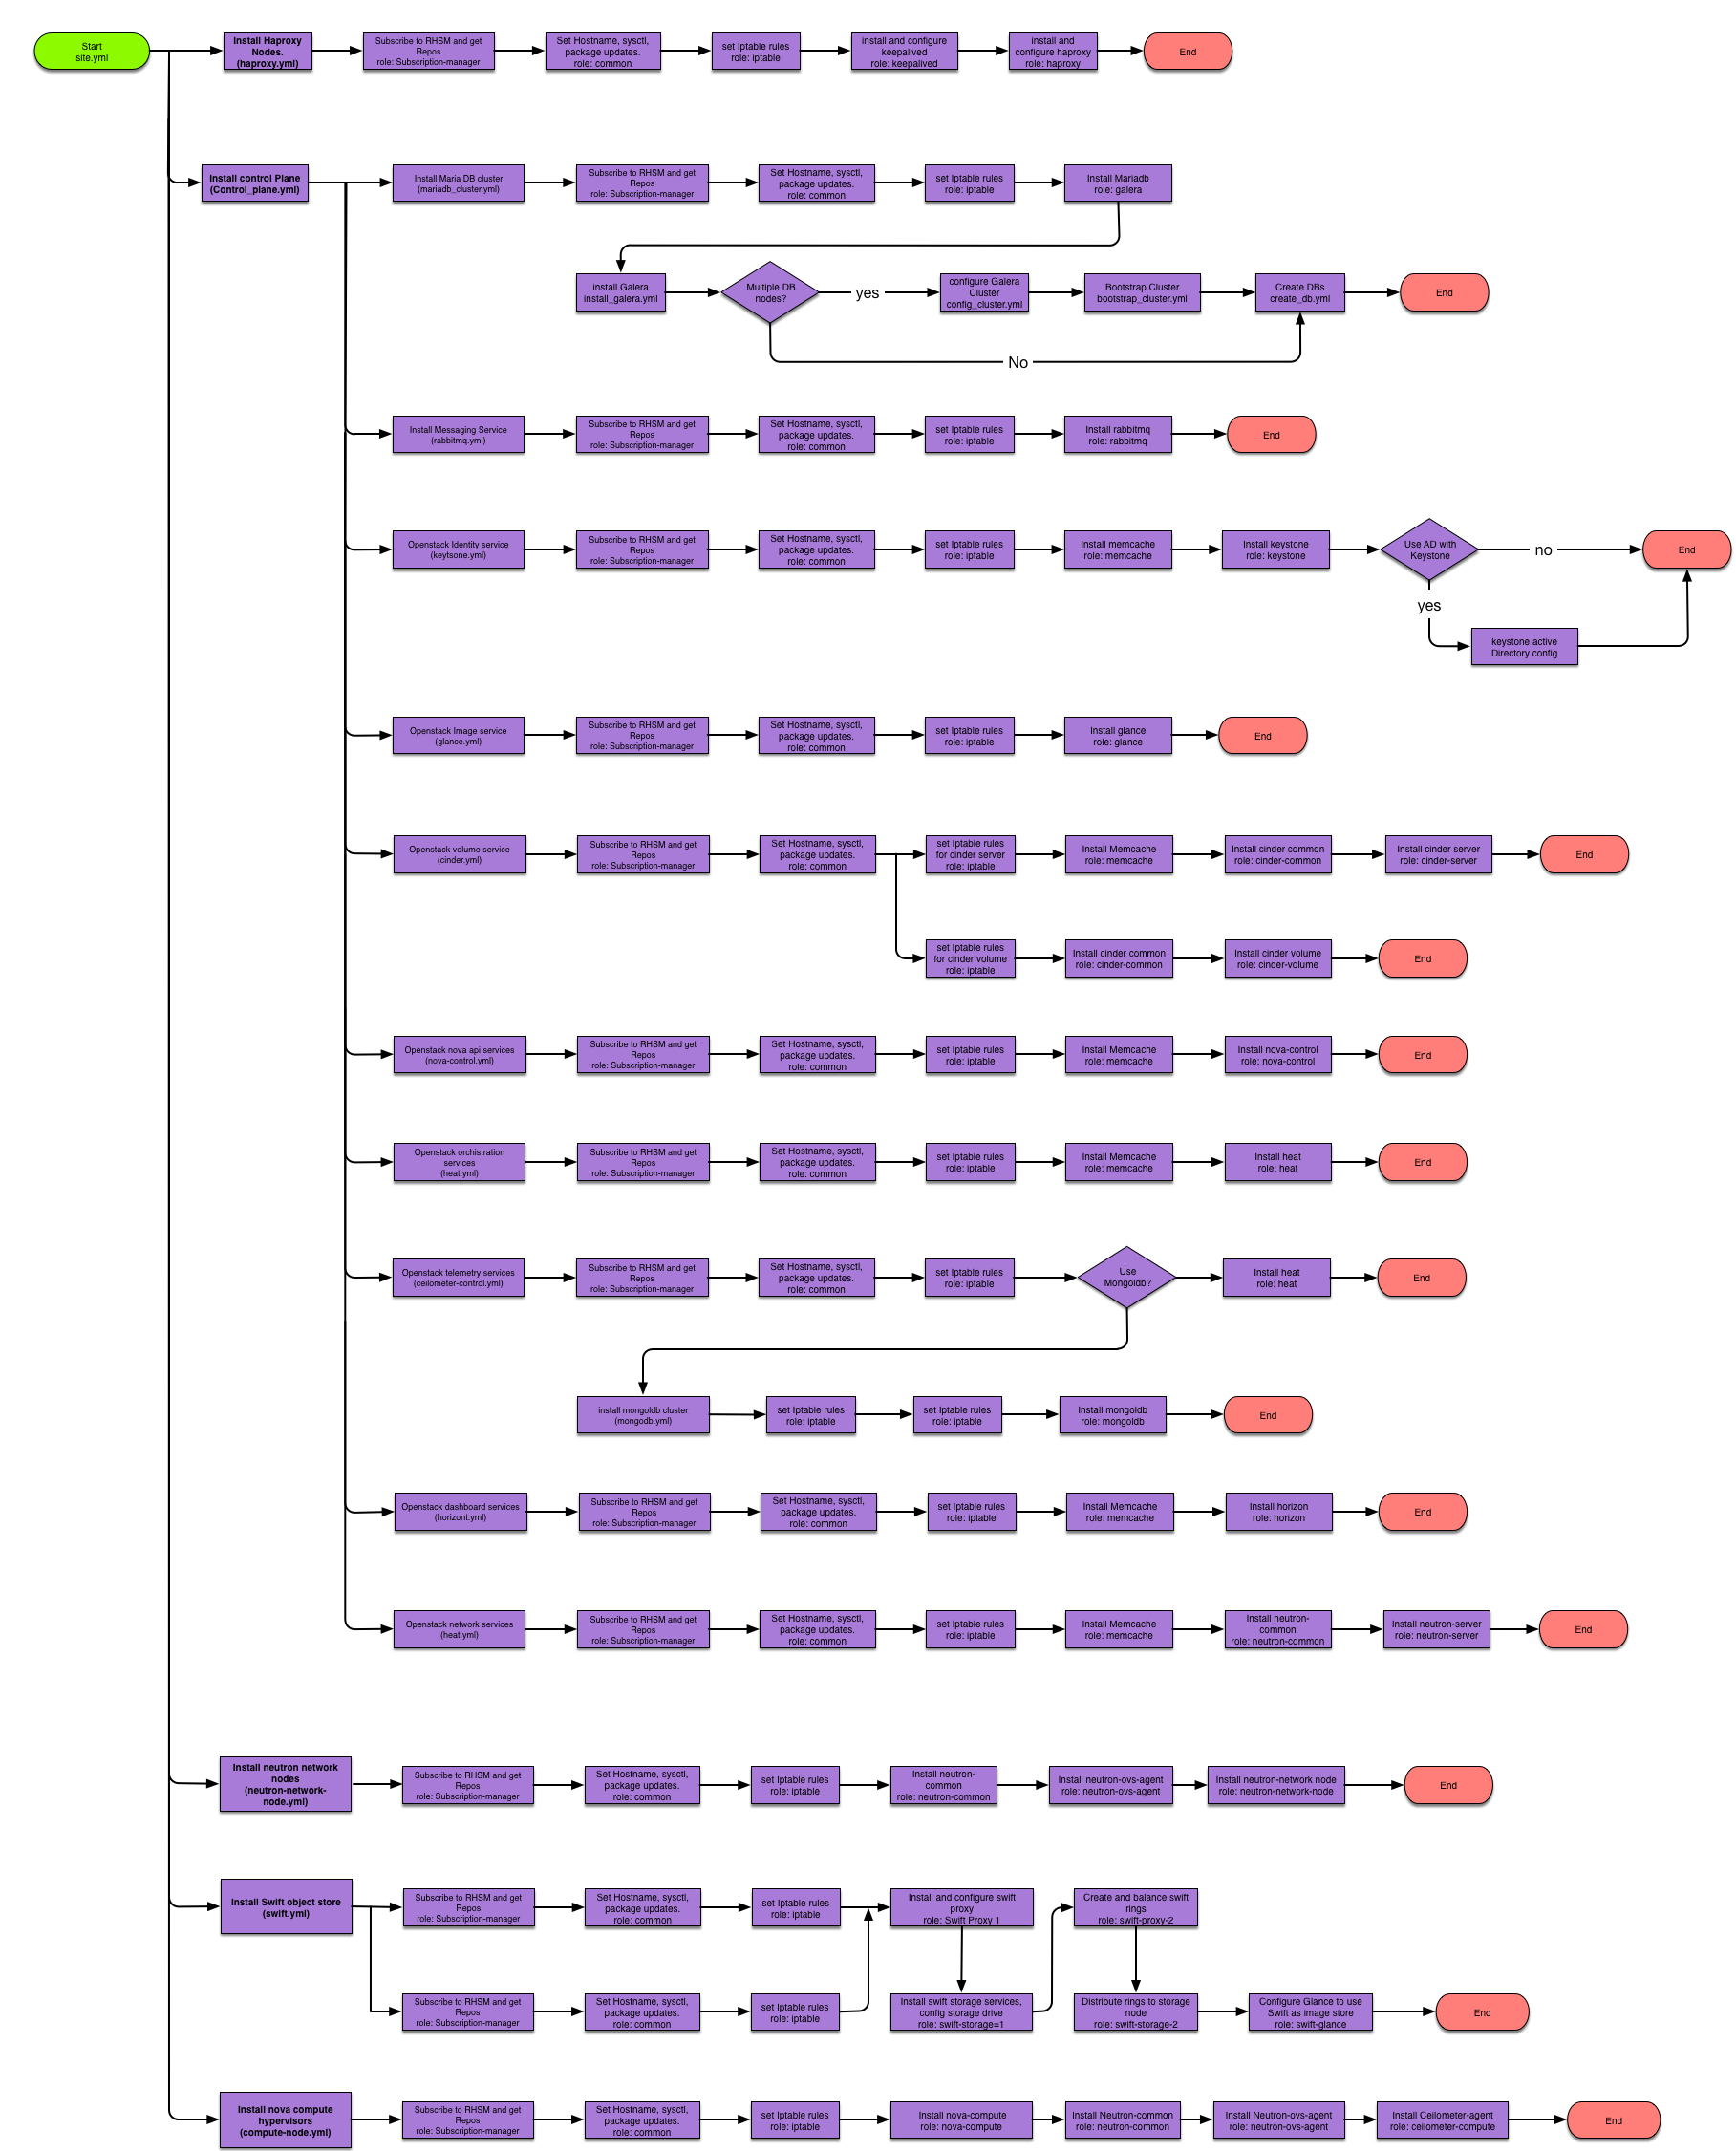 Start
site.yml
Install Haproxy
Nodes.
(haproxy.yml)
Subscribe to RHSM and get
Repos
role: Subscription-manager
Set Hostname, sysctl,
package updates.
role: common
set Iptable rules
role: iptable
install and configure
keepalived
role: keepalived
install and
configure haproxy
role: haproxy
End
Install control Plane
(Control_plane.yml)
Install Maria DB cluster
(mariadb_cluster.yml)
Subscribe to RHSM and get
Repos
role: Subscription-manager
Set Hostname, sysctl,
package updates.
role: common
set Iptable rules
role: iptable
Install Mariadb
role: galera
install Galera
install_galera.yml
Multiple DB
nodes?
yes
configure Galera
Cluster
config_cluster.yml
Bootstrap Cluster
bootstrap_cluster.yml
Create DBs
create_db.yml
End
No
Install Messaging Service
(rabbitmq.yml)
Subscribe to RHSM and get
Repos
role: Subscription-manager
Set Hostname, sysctl,
package updates.
role: common
set Iptable rules
role: iptable
Install rabbitmq
role: rabbitmq
End
Openstack Identity service
(keytsone.yml)
Subscribe to RHSM and get
Repos
role: Subscription-manager
Set Hostname, sysctl,
package updates.
role: common
set Iptable rules
role: iptable
Install memcache
role: memcache
Install keystone
role: keystone
Use AD with
Keystone
no
End
yes
keystone active
Directory config
Openstack Image service
(glance.yml)
Subscribe to RHSM and get
Repos
role: Subscription-manager
Set Hostname, sysctl,
package updates.
role: common
set Iptable rules
role: iptable
Install glance
role: glance
End
Openstack volume service
(cinder.yml)
Subscribe to RHSM and get
Repos
role: Subscription-manager
Set Hostname, sysctl,
package updates.
role: common
set Iptable rules
for cinder server
role: iptable
Install Memcache
role: memcache
Install cinder common
role: cinder-common
Install cinder server
role: cinder-server
End
set Iptable rules
for cinder volume
role: iptable
Install cinder common
role: cinder-common
Install cinder volume
role: cinder-volume
End
Openstack nova api services
(nova-control.yml)
Subscribe to RHSM and get
Repos
role: Subscription-manager
Set Hostname, sysctl,
package updates.
role: common
set Iptable rules
role: iptable
Install Memcache
role: memcache
Install nova-control
role: nova-control
End
Openstack orchistration
services
(heat.yml)
Subscribe to RHSM and get
Repos
role: Subscription-manager
Set Hostname, sysctl,
package updates.
role: common
set Iptable rules
role: iptable
Install Memcache
role: memcache
Install heat
role: heat
End
Openstack telemetry services
(ceilometer-control.yml)
Subscribe to RHSM and get
Repos
role: Subscription-manager
Set Hostname, sysctl,
package updates.
role: common
set Iptable rules
role: iptable
Use
Mongoldb?
Install heat
role: heat
End
install mongoldb cluster
(mongodb.yml)
set Iptable rules
role: iptable
set Iptable rules
role: iptable
Install mongoldb
role: mongoldb
End
Openstack dashboard services
(horizont.yml)
Subscribe to RHSM and get
Repos
role: Subscription-manager
Set Hostname, sysctl,
package updates.
role: common
set Iptable rules
role: iptable
Install Memcache
role: memcache
Install horizon
role: horizon
End
Openstack network services
(heat.yml)
Subscribe to RHSM and get
Repos
role: Subscription-manager
Set Hostname, sysctl,
package updates.
role: common
set Iptable rules
role: iptable
Install Memcache
role: memcache
Install neutron-
common
role: neutron-common
Install neutron-server
role: neutron-server
End
Install neutron network
nodes
(neutron-network-
node.yml)
Subscribe to RHSM and get
Repos
role: Subscription-manager
Set Hostname, sysctl,
package updates.
role: common
set Iptable rules
role: iptable
Install neutron-
common
role: neutron-common
Install neutron-ovs-agent
role: neutron-ovs-agent
Install neutron-network node
role: neutron-network-node
End
Install Swift object store
(swift.yml)
Subscribe to RHSM and get
Repos
role: Subscription-manager
Set Hostname, sysctl,
package updates.
role: common
set Iptable rules
role: iptable
Install and configure swift
proxy
role: Swift Proxy 1
Create and balance swift
rings
role: swift-proxy-2
Subscribe to RHSM and get
Repos
role: Subscription-manager
Set Hostname, sysctl,
package updates.
role: common
set Iptable rules
role: iptable
Install swift storage services,
config storage drive
role: swift-storage=1
Distribute rings to storage
node
role: swift-storage-2
Configure Glance to use
Swift as image store
role: swift-glance
End
Install nova compute
hypervisors
(compute-node.yml)
Subscribe to RHSM and get
Repos
role: Subscription-manager
Set Hostname, sysctl,
package updates.
role: common
set Iptable rules
role: iptable
Install nova-compute
role: nova-compute
Install Neutron-common
role: neutron-common
Install Neutron-ovs-agent
role: neutron-ovs-agent
Install Ceilometer-agent
role: ceilometer-compute
End